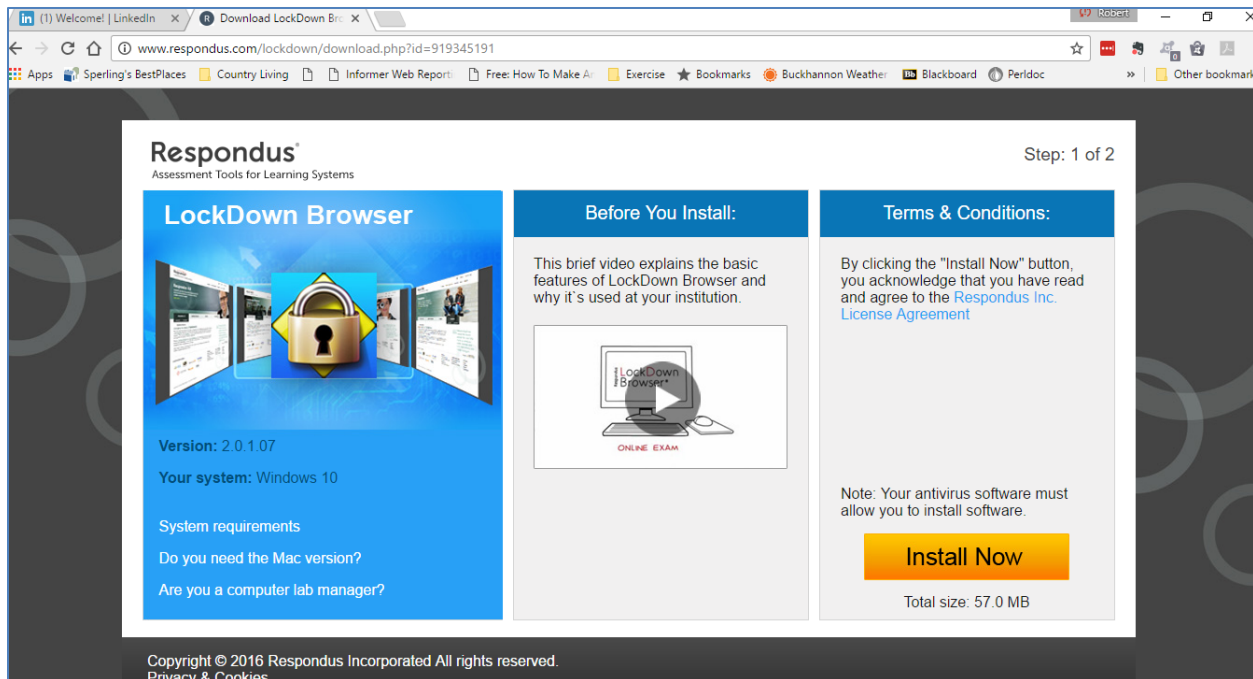 (1) Welcome! | LinkedIn
Download LockDown Bro
Robert
www.respondus.com/lockdown/download.php?id=919345191
Apps Sperling's BestPlaces Country Living Informer Web Reporti Free: How To Make Ar Exercise Bookmarks Buckhannon Weather Blackboard Perldoc » Other bookmark
Respondus®
Assessment Tools for Learning Systems
Step: 1 of 2
LockDown Browser
Version: 2.0.1.07
Your system: Windows 10
System requirements
Do you need the Mac version?
Are you a computer lab manager?
Before You Install:
This brief video explains the basic
features of LockDown Browser and
why it`s used at your institution.
LockDown
Browser
ONLINE EXAM
Terms & Conditions:
By clicking the "Install Now" button,
you acknowledge that you have read
and agree to the Respondus Inc.
License Agreement
Note: Your antivirus software must
allow you to install software.
Install Now
Total size: 57.0 MB
Copyright © 2016 Respondus Incorporated All rights reserved.
Privacy & Cookies